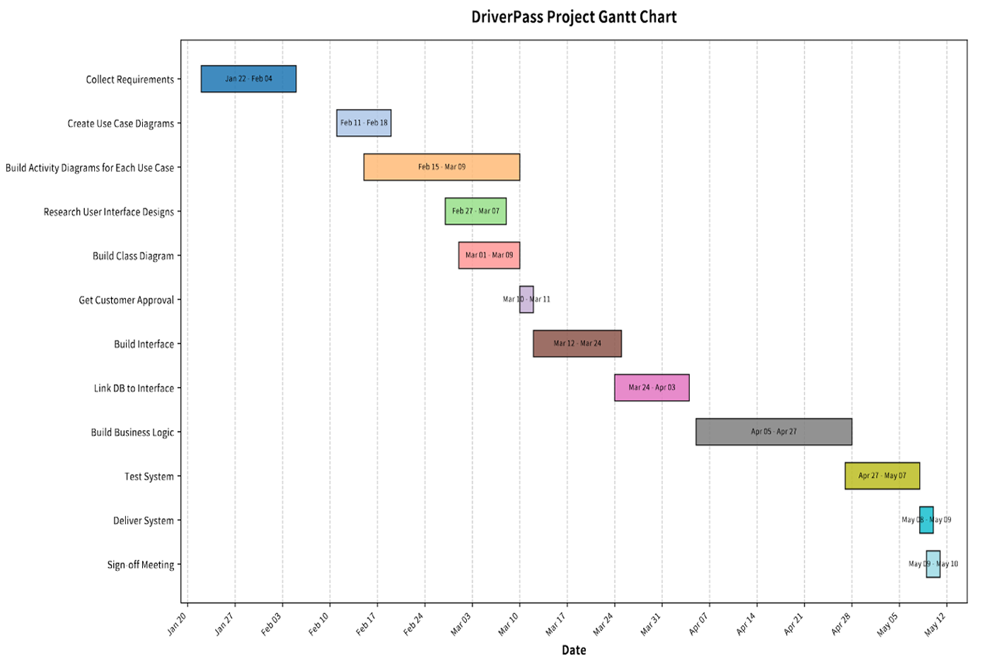 DriverPass Project Gantt Chart
Collect Requirements
Jan 22 - Feb 04
Create Use Case Diagrams
Feb 11 - Feb 18
Build Activity Diagrams for Each Use Case
Feb 15 - Mar 09
Research User Interface Designs
Feb 27 - Mar 07
Build Class Diagram
Mar 01 - Mar 09
Get Customer Approval
Mar 10 - Mar 11
Build Interface
Mar 12 - Mar 24
Link DB to Interface
Mar 24 - Apr 03
Build Business Logic
Apr 05 - Apr 27
Test System
Apr 27 - May 07
Deliver System
May 08 - May 09
Sign-off Meeting
May 09 - May 10
Jan 20
Jan 27
Feb 03
Feb 10
Feb 17
Feb 24
Mar 03
Mar 10
Mar 17
Mar 24
Mar 31
Apr 07
Apr 14
Apr 21
Apr 28
May 05
May 12
Date